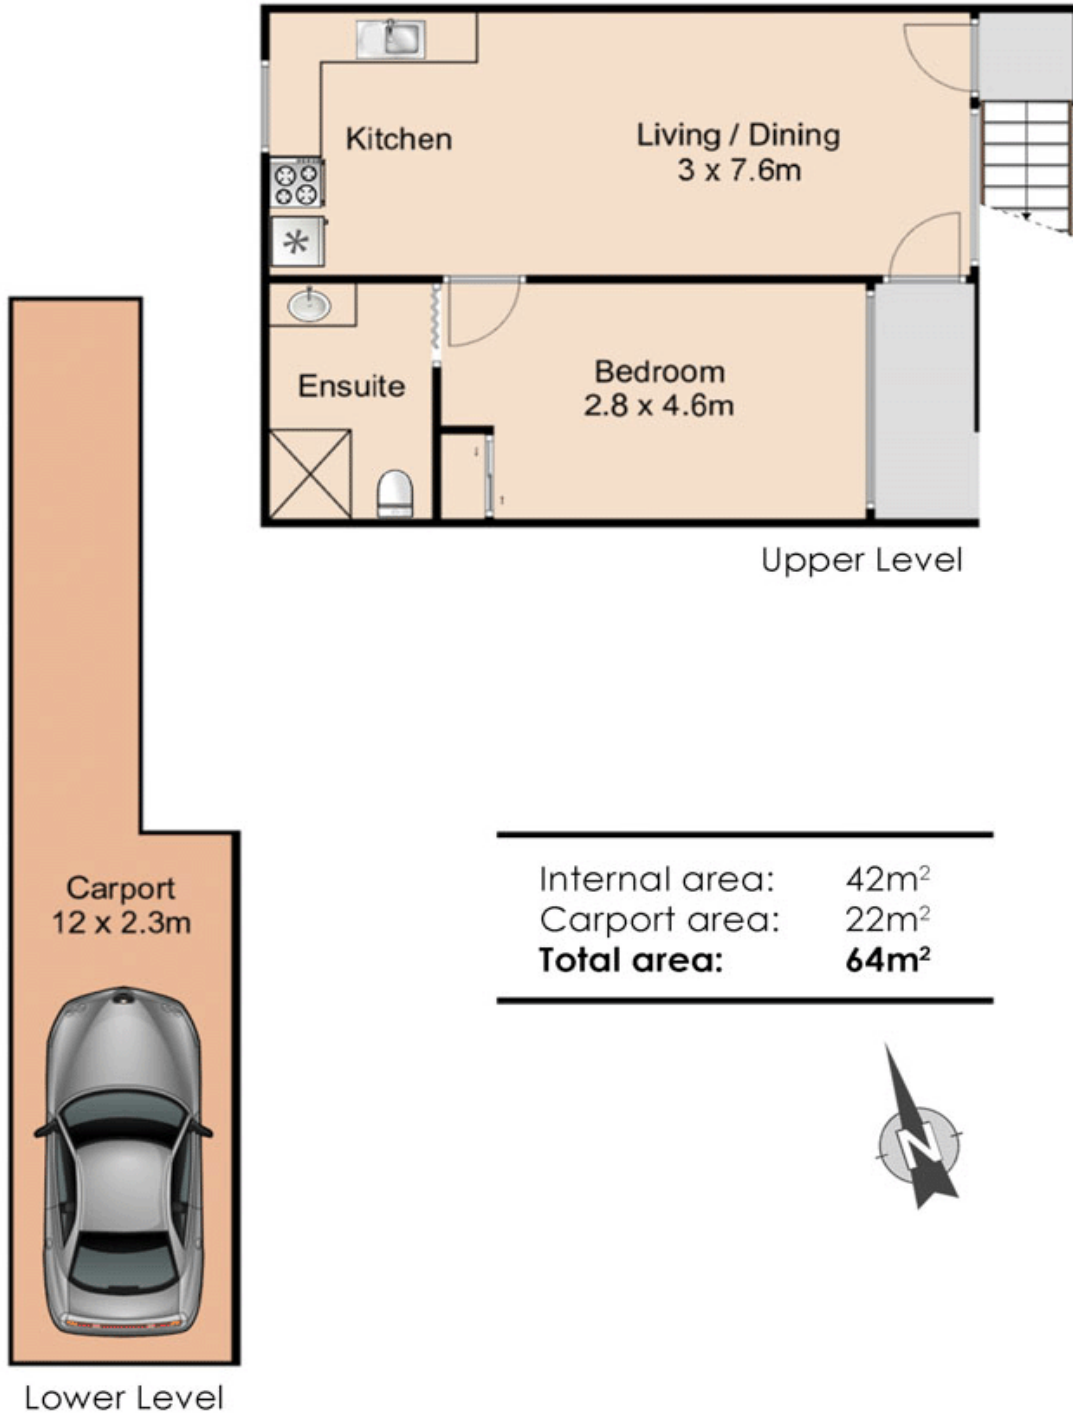 Kitchen
Living / Dining
3 x 7.6m
Ensuite
Bedroom
2.8 x 4.6m
Upper Level
Carport
12 x 2.3m
Internal area: 42m²
Carport area: 22m²
Total area: 64m²
N
Lower Level